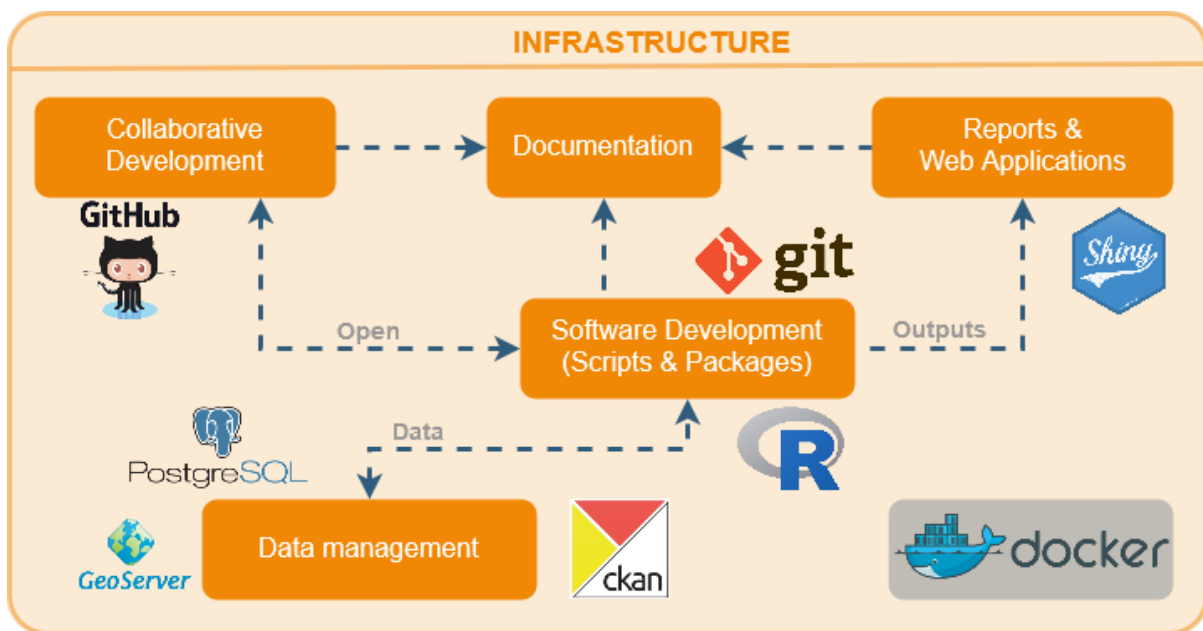 INFRASTRUCTURE
Collaborative
Development
Documentation
Reports &
Web Applications
GitHub
git
Shiny
Open
Software Development
(Scripts & Packages)
Outputs
PostgreSQL
Data
R
GeoServer
Data management
ckan
docker